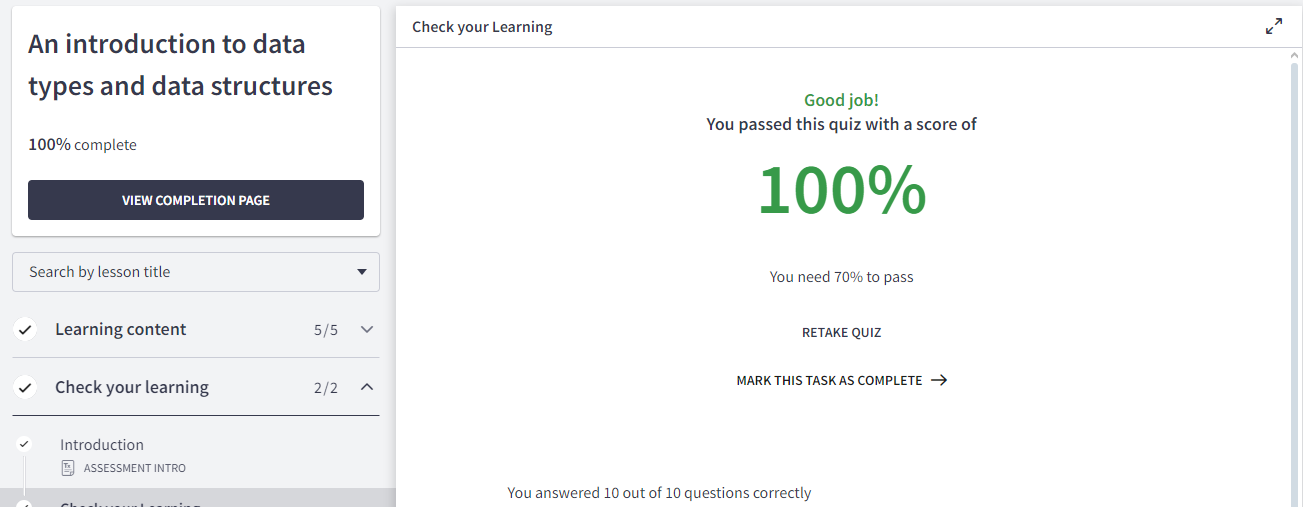 An introduction to data
types and data structures
100% complete
VIEW COMPLETION PAGE
Search by lesson title
Learning content 5/5
Check your learning 2/2
Introduction
ASSESSMENT INTRO
Check your Learning
Check your Learning
Good job!
You passed this quiz with a score of
100%
You need 70% to pass
RETAKE QUIZ
MARK THIS TASK AS COMPLETE
You answered 10 out of 10 questions correctly